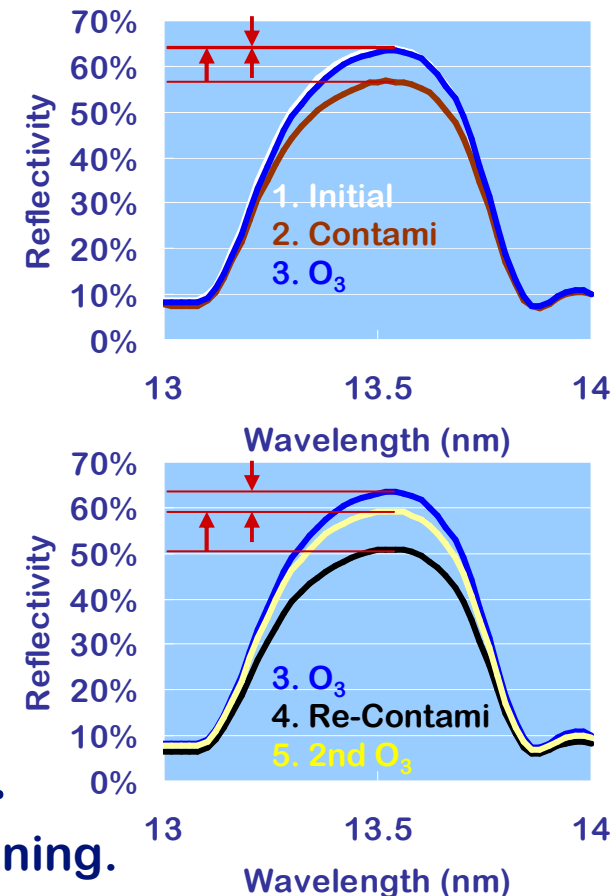 70%
60%
50%
40%
30%
20%
10%
0%
Reflectivity
1. Initial
2. Contami
3. O₃
13 13.5 14
Wavelength (nm)
70%
60%
50%
40%
30%
20%
10%
0%
Reflectivity
3. O₃
4. Re-Contami
5. 2nd O₃
13 13.5 14
Wavelength (nm)
.
ning.